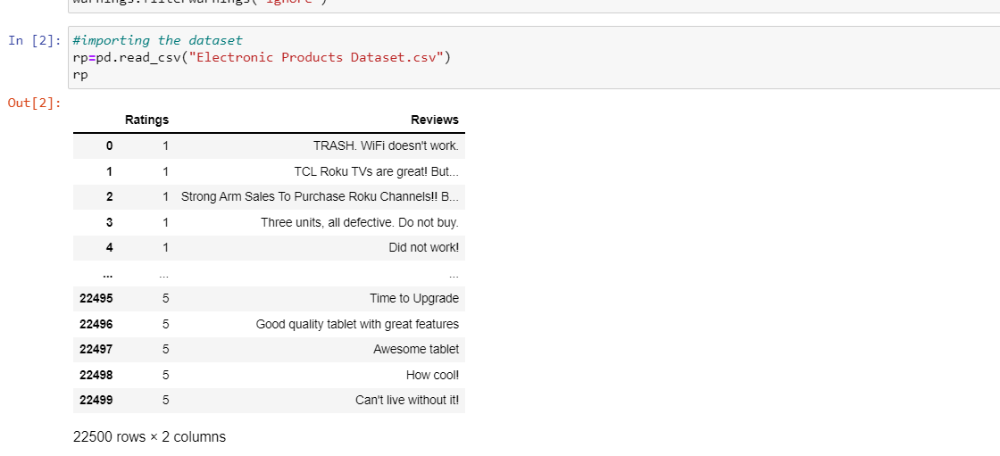 warnings.filterwarnings("ignore")
In [2]: #importing the dataset
rp=pd.read_csv("Electronic Products Dataset.csv")
rp
Out[2]:
Ratings Reviews
0 1 TRASH. WiFi doesn't work.
1 1 TCL Roku TVs are great! But...
2 1 Strong Arm Sales To Purchase Roku Channels!! B...
3 1 Three units, all defective. Do not buy.
4 1 Did not work!
... ... ...
22495 5 Time to Upgrade
22496 5 Good quality tablet with great features
22497 5 Awesome tablet
22498 5 How cool!
22499 5 Can't live without it!
22500 rows × 2 columns